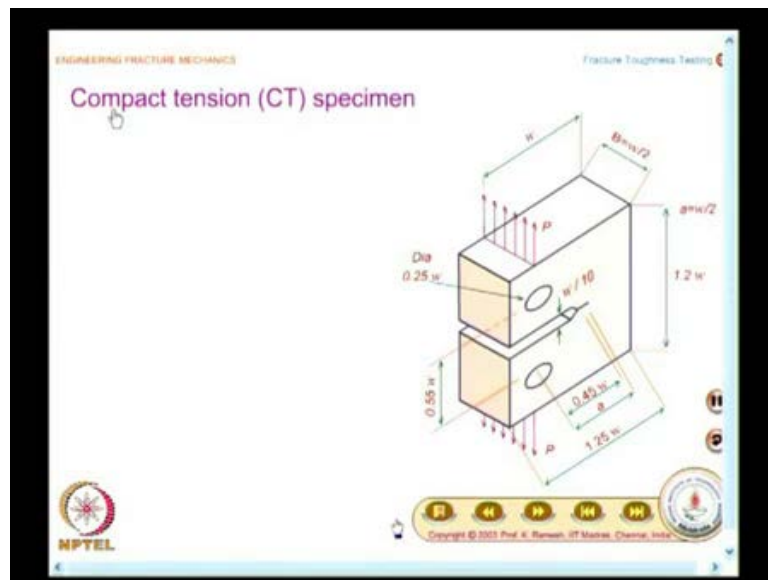 ENGINEERING FRACTURE MECHANICS
Fracture Toughness Testing
Compact tension (CT) specimen
w
B=w/2
a=w/2
P
Dia
0.25 w
w / 10
1.2 w
0.55 w
0.45 w
a
1.25 w
P
NPTEL
Copyright © 2003 Prof. K. Ramesh, IIT Madras, Chennai, India